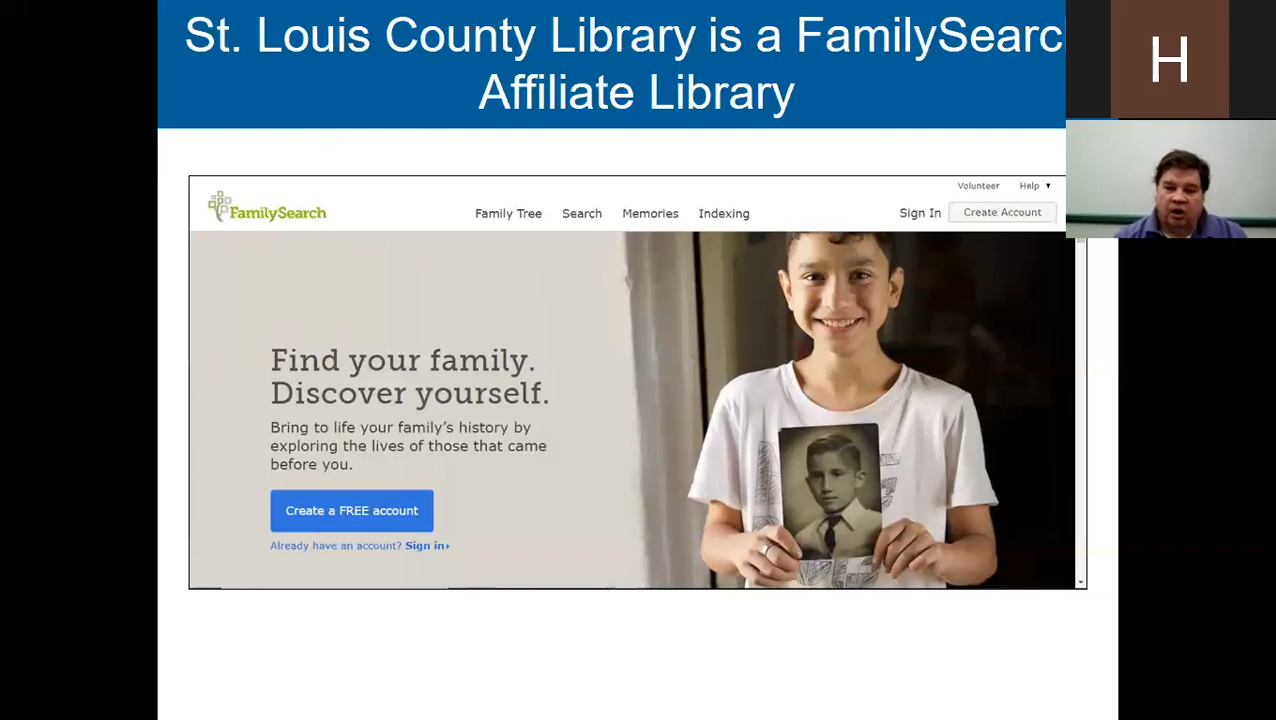 St. Louis County Library is a FamilySearc
Affiliate Library
H
Volunteer Help
FamilySearch
Family Tree Search Memories Indexing
Sign In Create Account
Find your family.
Discover yourself.
Bring to life your family's history by
exploring the lives of those that came
before you.
Create a FREE account
Already have an account? Sign in